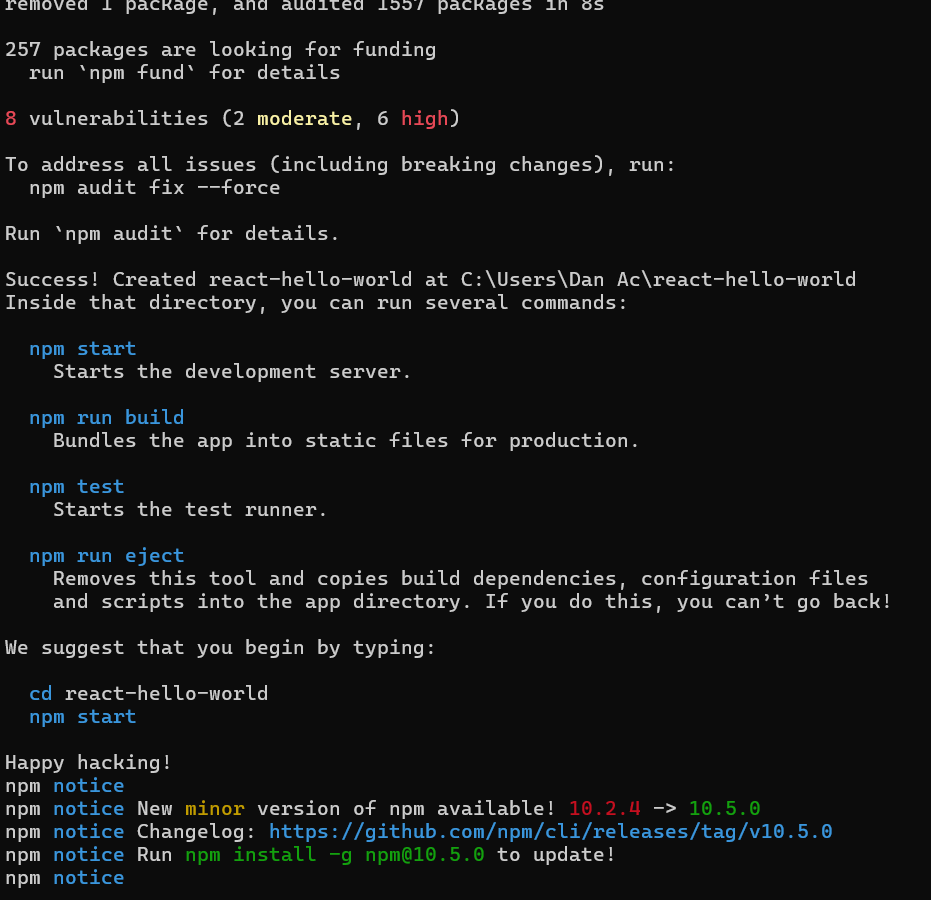 removed 1 package, and audited 1557 packages in 8s
257 packages are looking for funding
run `npm fund` for details
8 vulnerabilities (2 moderate, 6 high)
To address all issues (including breaking changes), run:
npm audit fix --force
Run `npm audit` for details.
Success! Created react-hello-world at C:\Users\Dan Ac\react-hello-world
Inside that directory, you can run several commands:
npm start
Starts the development server.
npm run build
Bundles the app into static files for production.
npm test
Starts the test runner.
npm run eject
Removes this tool and copies build dependencies, configuration files
and scripts into the app directory. If you do this, you can’t go back!
We suggest that you begin by typing:
cd react-hello-world
npm start
Happy hacking!
npm notice
npm notice New minor version of npm available! 10.2.4 -> 10.5.0
npm notice Changelog: https://github.com/npm/cli/releases/tag/v10.5.0
npm notice Run npm install -g npm@10.5.0 to update!
npm notice